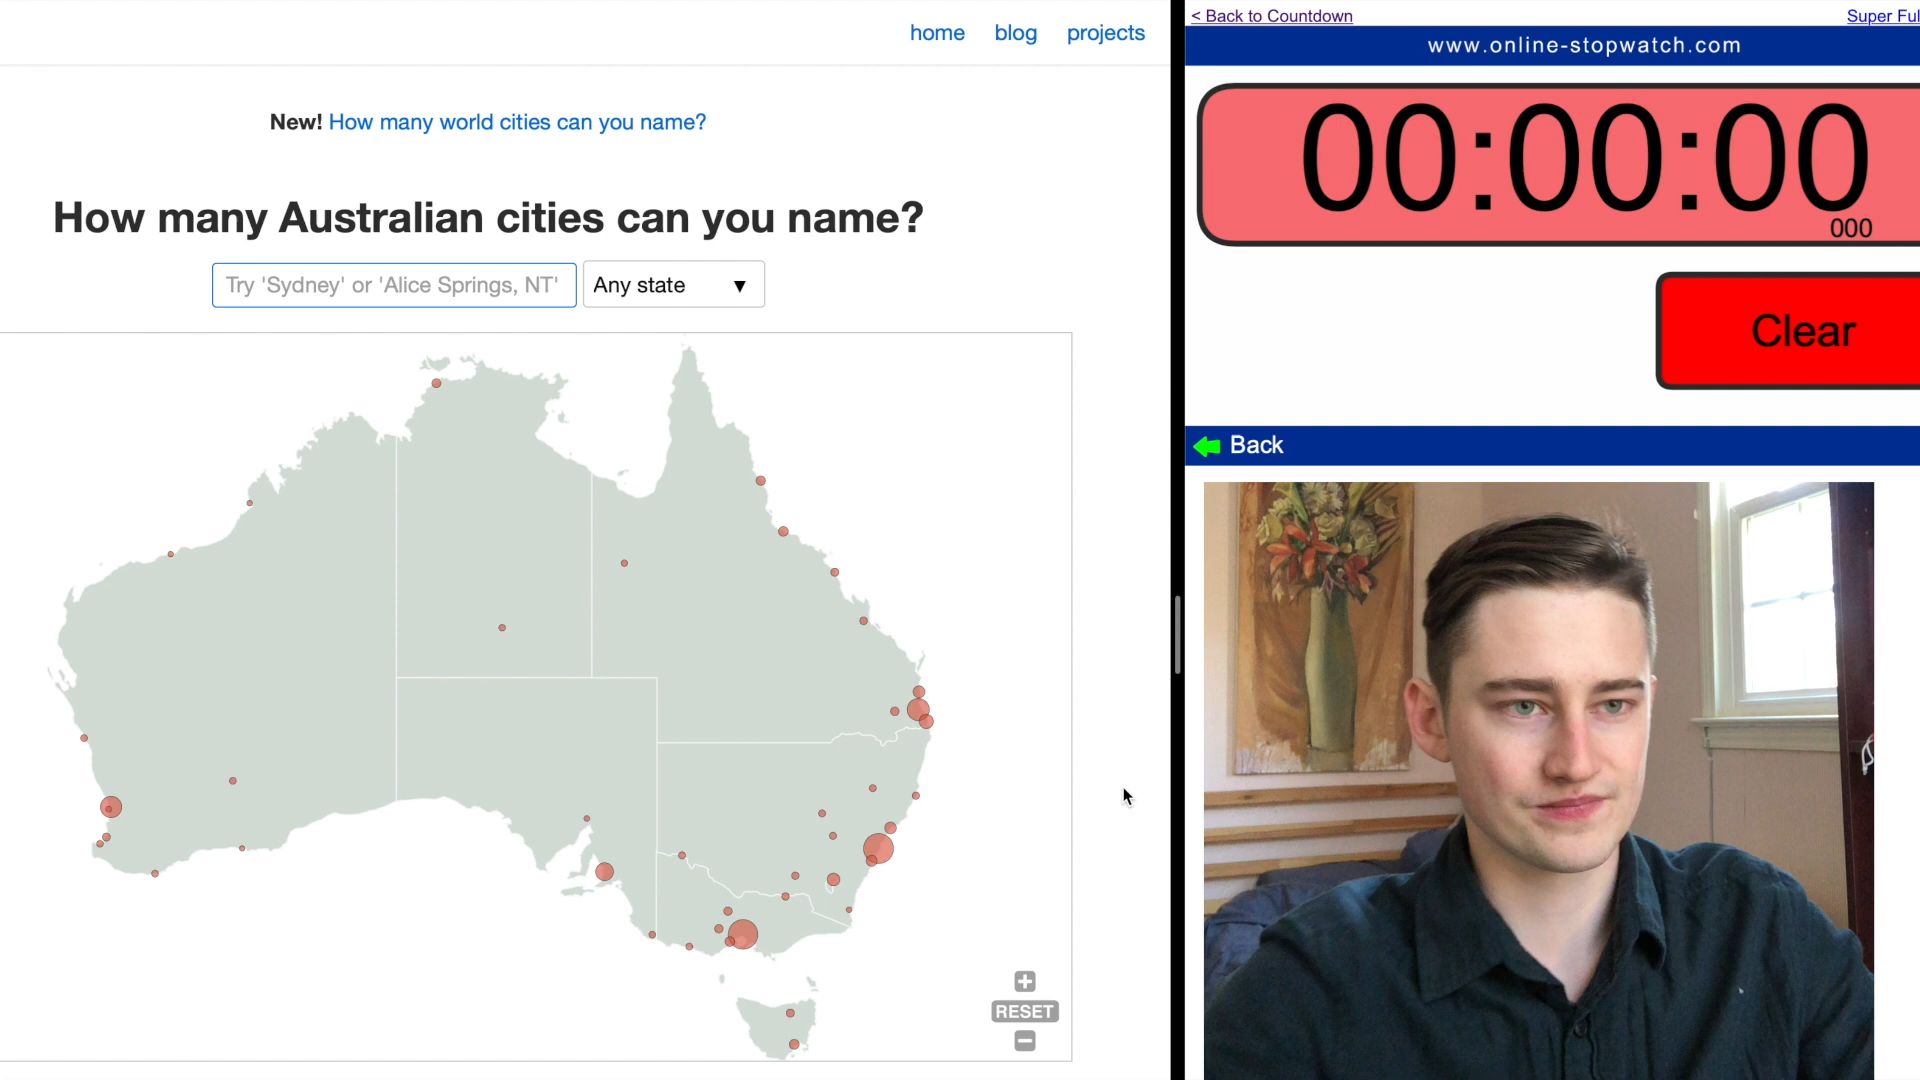 home blog projects
New! How many world cities can you name?
How many Australian cities can you name?
Try 'Sydney' or 'Alice Springs, NT'
Any state ▼
+
RESET
−
< Back to Countdown
Super Ful
www.online-stopwatch.com
00:00:00
000
Clear
Back